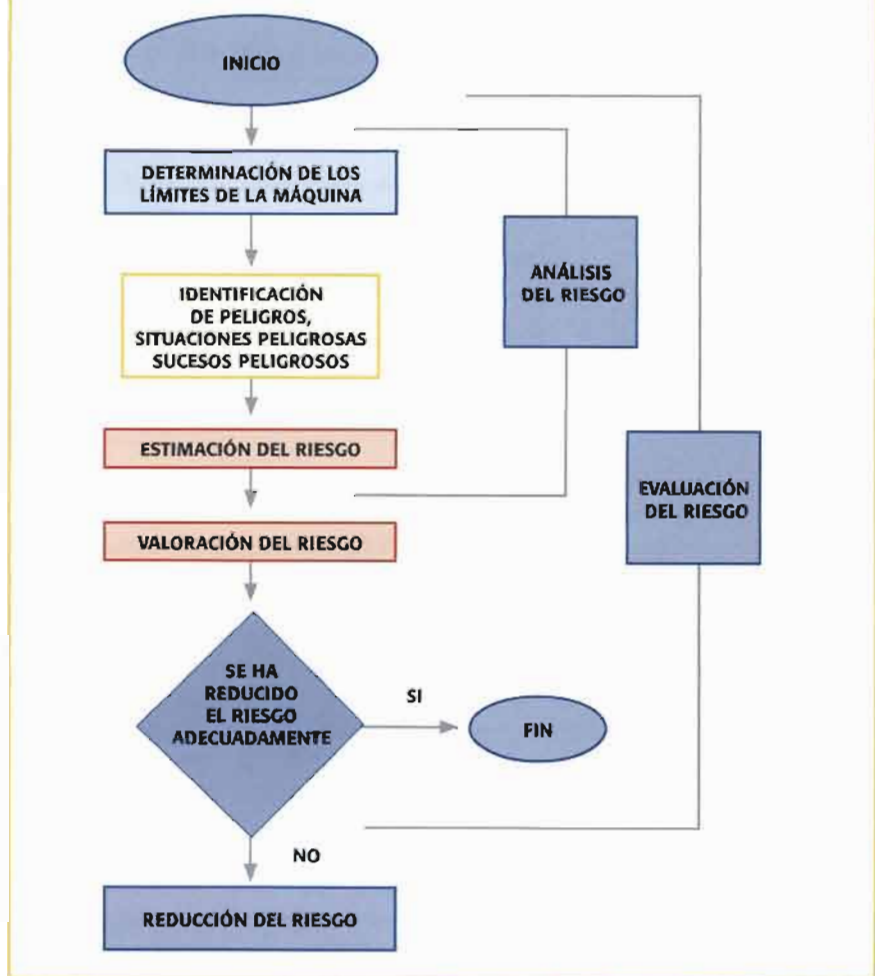 INICIO
DETERMINACIÓN DE LOS
LÍMITES DE LA MÁQUINA
IDENTIFICACIÓN
DE PELIGROS,
SITUACIONES PELIGROSAS
SUCESOS PELIGROSOS
ANÁLISIS
DEL RIESGO
ESTIMACIÓN DEL RIESGO
EVALUACIÓN
DEL RIESGO
VALORACIÓN DEL RIESGO
SE HA
REDUCIDO
EL RIESGO
ADECUADAMENTE
SI
FIN
NO
REDUCCIÓN DEL RIESGO